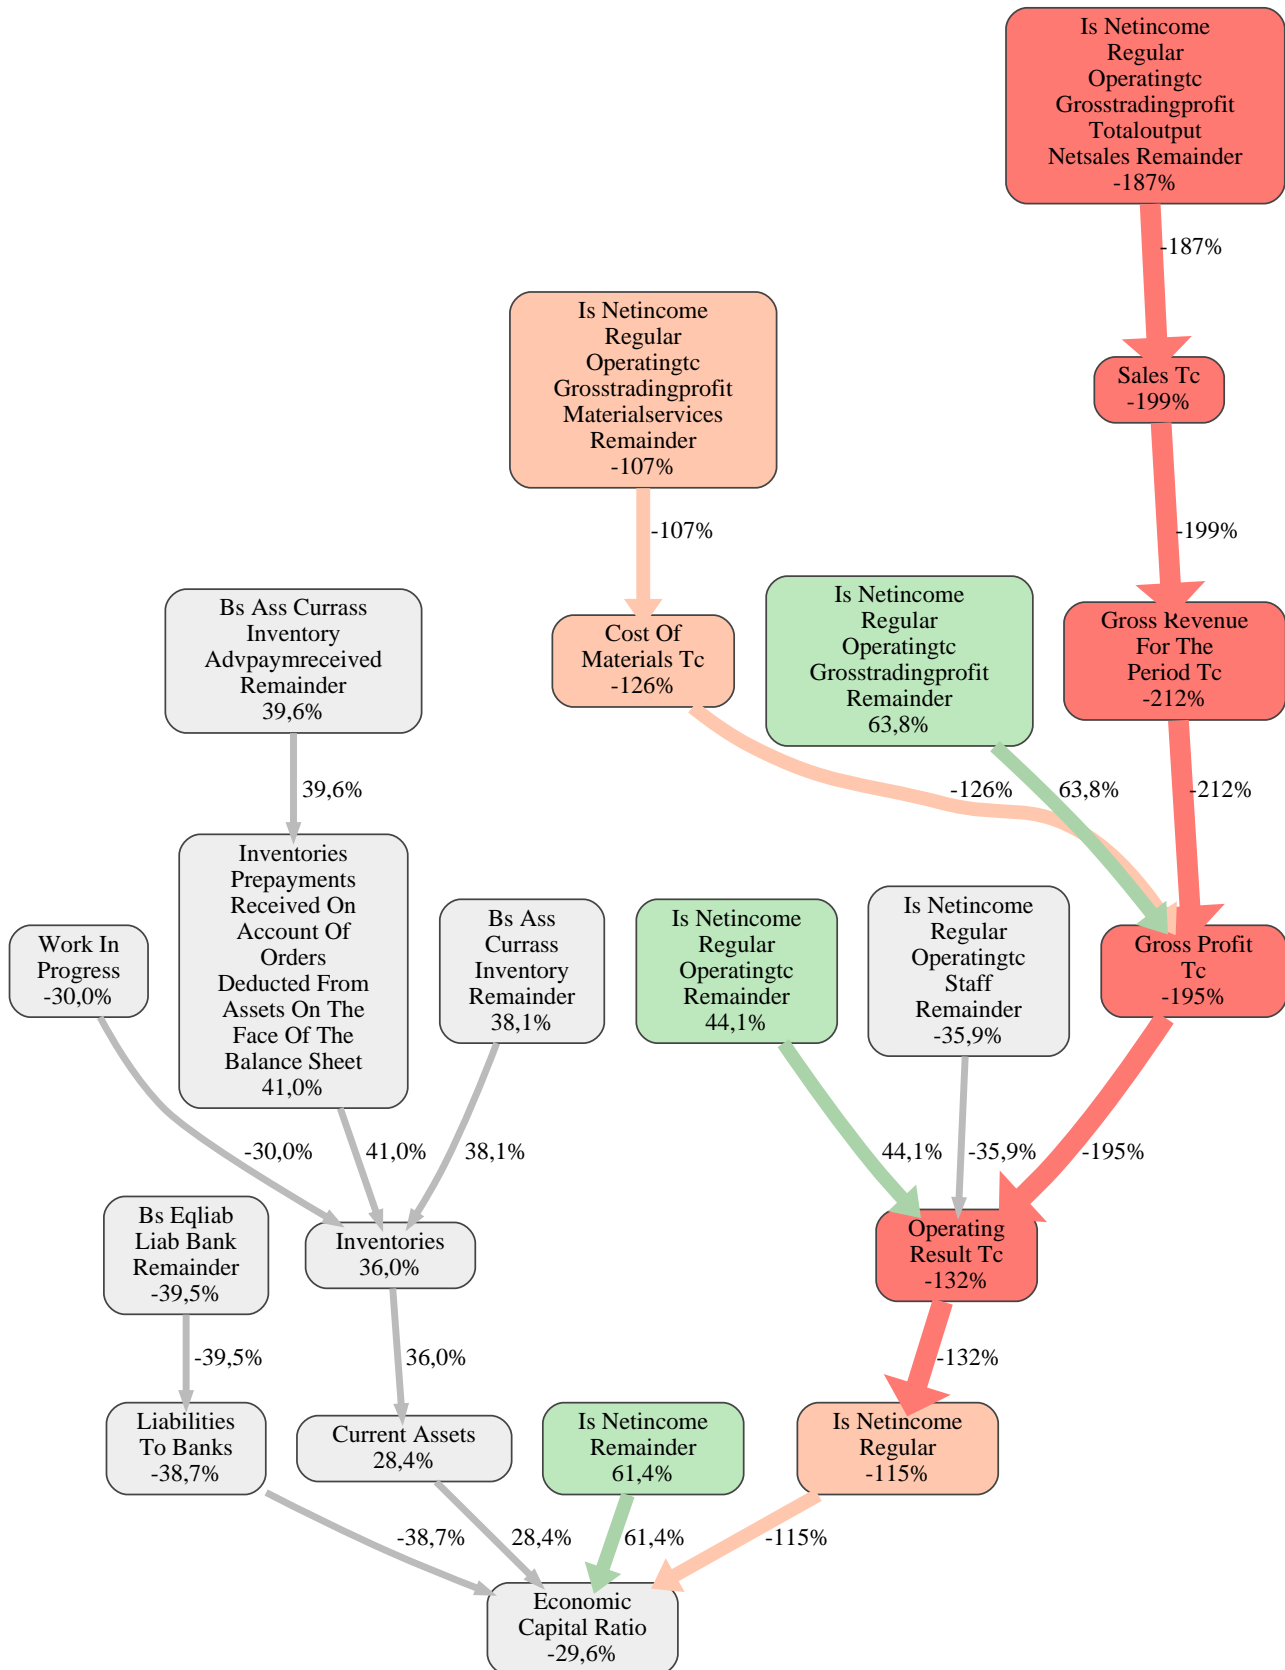 Is Netincome
Regular
Operatingtc
Grosstradingprofit
Totaloutput
Netsales Remainder
-187%
-187%
Is Netincome
Regular
Operatingtc
Grosstradingprofit
Materialservices
Remainder
-107%
Sales Tc
-199%
-107%
-199%
Bs Ass Currass
Inventory
Advpaymreceived
Remainder
39,6%
Cost Of
Materials Tc
-126%
Is Netincome
Regular
Operatingtc
Grosstradingprofit
Remainder
63,8%
Gross Revenue
For The
Period Tc
-212%
39,6%
-126%
63,8%
-212%
Work In
Progress
-30,0%
Inventories
Prepayments
Received On
Account Of
Orders
Deducted From
Assets On The
Face Of The
Balance Sheet
41,0%
Bs Ass
Currass
Inventory
Remainder
38,1%
Is Netincome
Regular
Operatingtc
Remainder
44,1%
Is Netincome
Regular
Operatingtc
Staff
Remainder
-35,9%
Gross Profit
Tc
-195%
-30,0%
41,0%
38,1%
44,1%
-35,9%
-195%
Bs Eqliab
Liab Bank
Remainder
-39,5%
Inventories
36,0%
Operating
Result Tc
-132%
-39,5%
36,0%
-132%
Liabilities
To Banks
-38,7%
Current Assets
28,4%
Is Netincome
Remainder
61,4%
Is Netincome
Regular
-115%
-38,7%
28,4%
61,4%
-115%
Economic
Capital Ratio
-29,6%